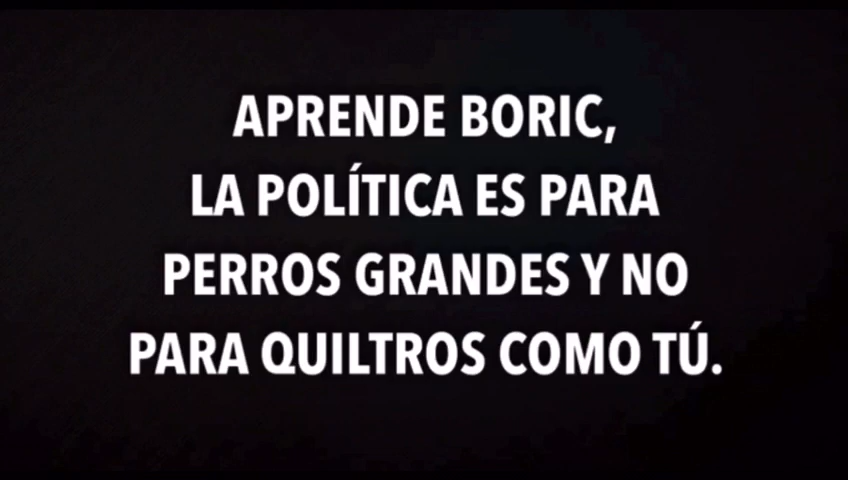 APRENDE BORIC,
LA POLÍTICA ES PARA
PERROS GRANDES Y NO
PARA QUILTROS COMO TÚ.